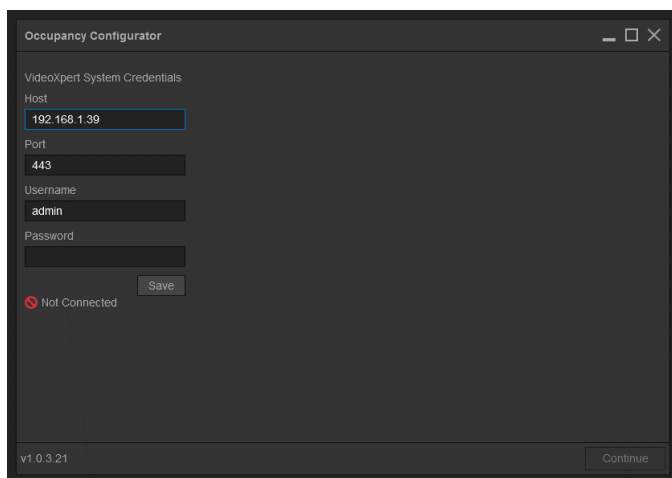 Occupancy Configurator
VideoXpert System Credentials
Host
192.168.1.39
Port
443
Username
admin
Password
Save
Not Connected
v1.0.3.21
Continue